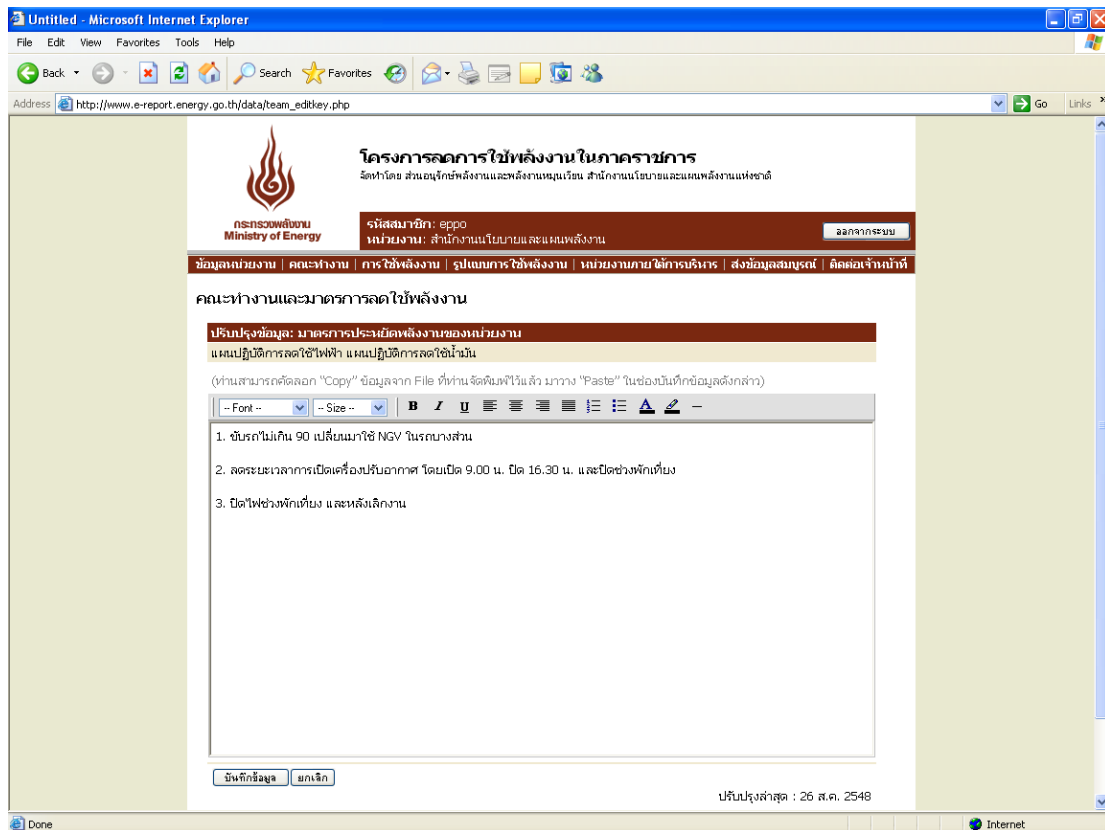 Untitled - Microsoft Internet Explorer
File Edit View Favorites Tools Help
Back Search Favorites
Address http://www.e-report.energy.go.th/data/team_editkey.php Go Links
โครงการลดการใช้พลังงานในภาคราชการ
จัดทำโดย ส่วนอนุรักษ์พลังงานและพลังงานหมุนเวียน สำนักงานนโยบายและแผนพลังงานแห่งชาติ
กระทรวงพลังงาน
Ministry of Energy
รหัสสมาชิก: eppo
หน่วยงาน: สำนักงานนโยบายและแผนพลังงาน
ออกจากระบบ
ข้อมูลหน่วยงาน | คณะทำงาน | การใช้พลังงาน | รูปแบบการใช้พลังงาน | หน่วยงานภายใต้การบริหาร | ส่งข้อมูลสมบูรณ์ | ติดต่อเจ้าหน้าที่
คณะทำงานและมาตรการลดใช้พลังงาน
ปรับปรุงข้อมูล: มาตรการประหยัดพลังงานของหน่วยงาน
แผนปฏิบัติการลดใช้ไฟฟ้า แผนปฏิบัติการลดใช้น้ำมัน
(ท่านสามารถคัดลอก "Copy" ข้อมูลจาก File ที่ท่านจัดพิมพ์ไว้แล้ว มาวาง "Paste" ในช่องบันทึกข้อมูลดังกล่าว)
-- Font -- -- Size -- B I U A
1. ขับรถไม่เกิน 90 เปลี่ยนมาใช้ NGV ในรถบางส่วน
2. ลดระยะเวลาการเปิดเครื่องปรับอากาศ โดยเปิด 9.00 น. ปิด 16.30 น. และปิดช่วงพักเที่ยง
3. ปิดไฟช่วงพักเที่ยง และหลังเลิกงาน
บันทึกข้อมูล ยกเลิก
ปรับปรุงล่าสุด : 26 ส.ค. 2548
Done Internet